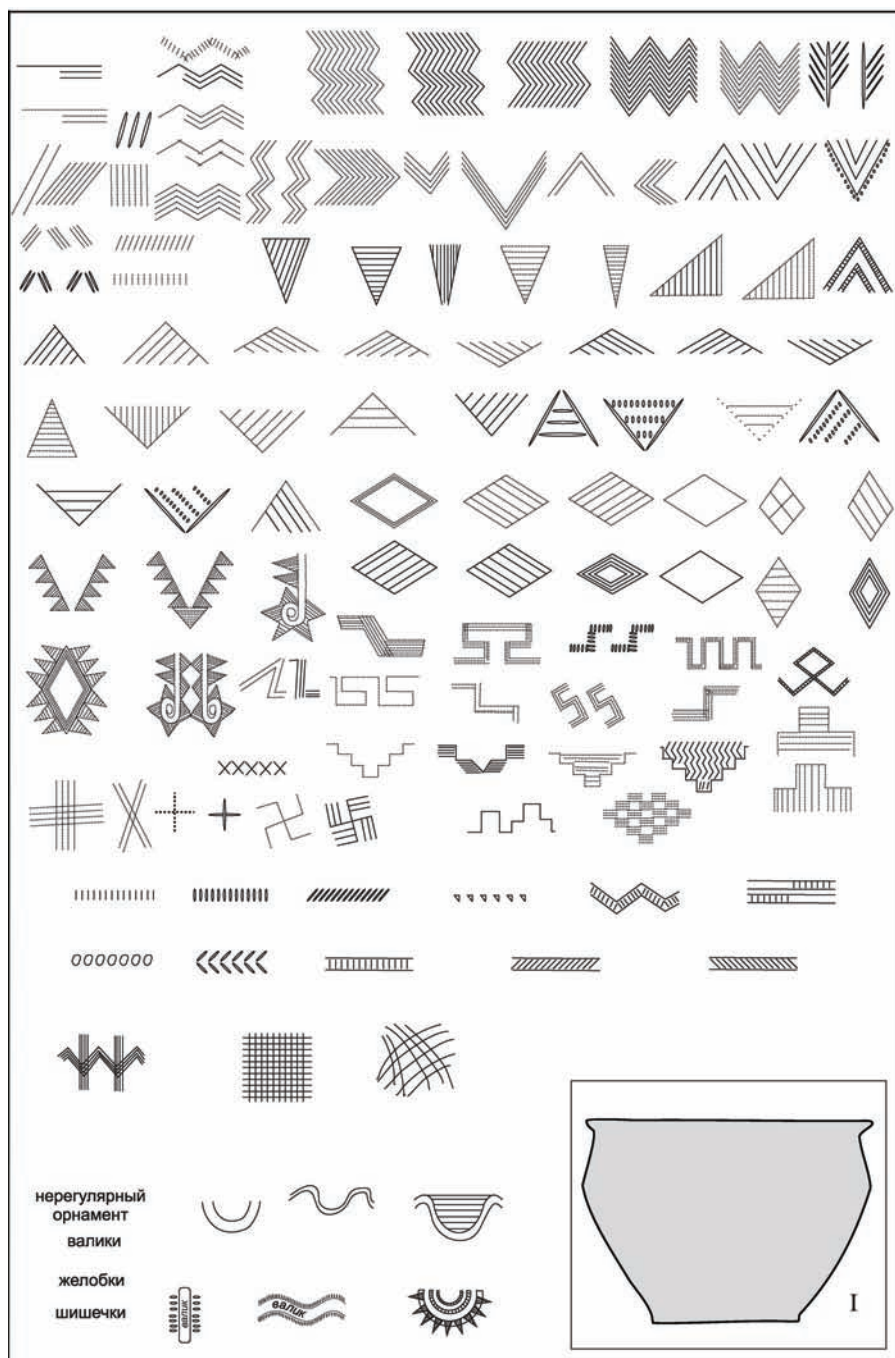 нерегулярный
орнамент
валики
желобки
шишечки
валик
валик
I